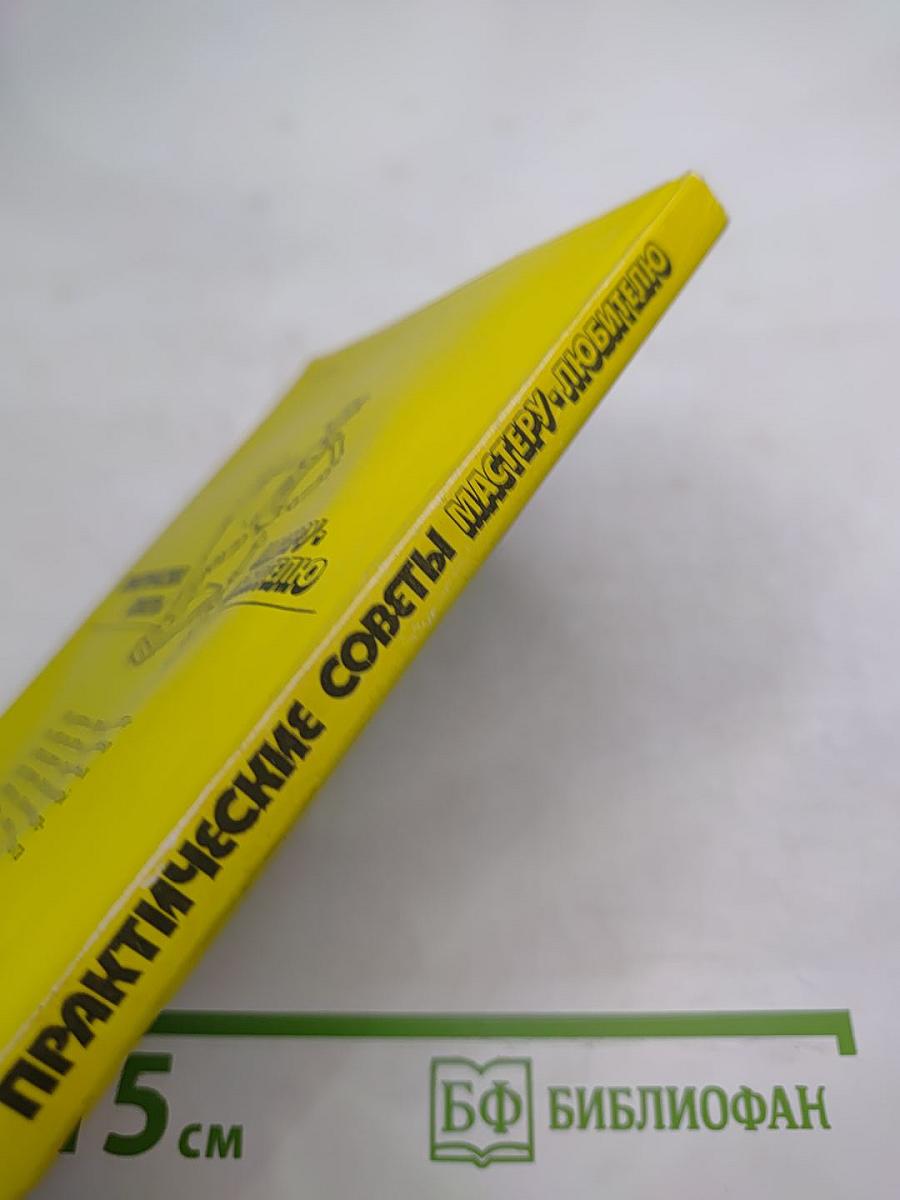 ПРАКТИЧЕСКИЕ СОВЕТЫ МАСТЕРУ-ЛЮБИТЕЛЮ
15 см
БФ БИБЛИОФАН